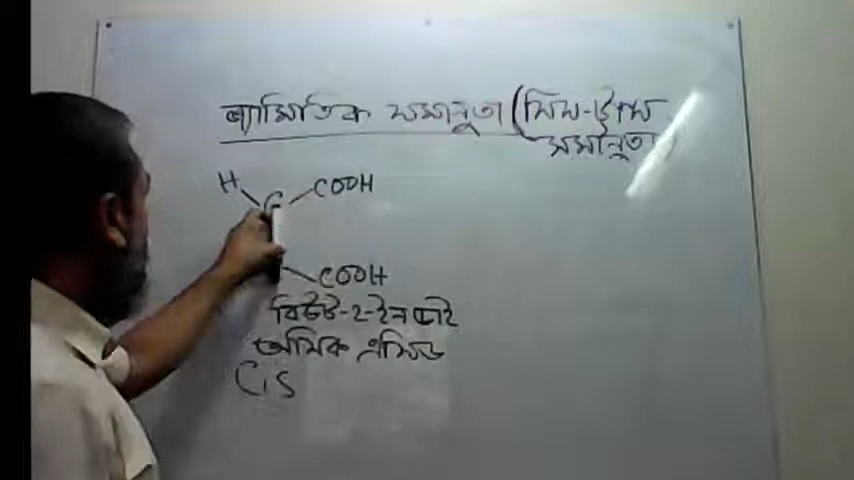 জ্যামিতিক সমানুতা (সিস-ট্রান্স
সমানুতা)
H C COOH
COOH
বিউট-2-ইন ডাই
অয়িক এসিড
Cis